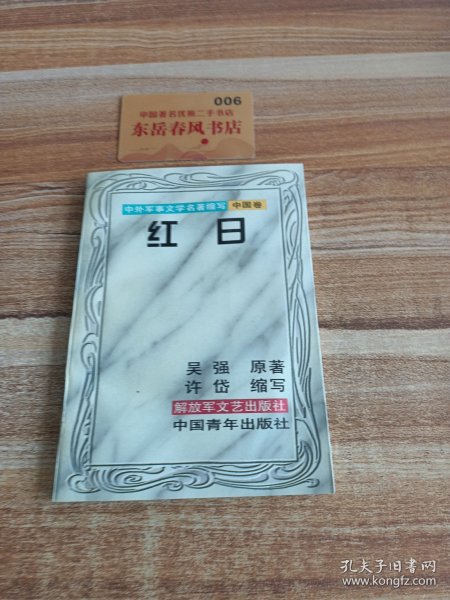 006
中国著名优秀二手书店
东岳春风书店
中外军事文学名著缩写 中国卷
红日
吴强 原著
许岱 缩写
解放军文艺出版社
中国青年出版社
孔夫子旧书网
www.kongfz.com